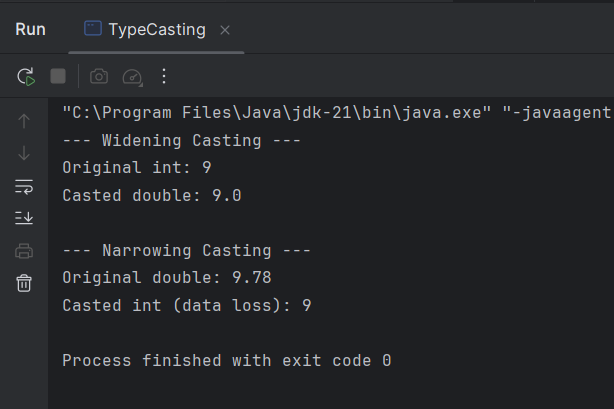 Run TypeCasting
"C:\Program Files\Java\jdk-21\bin\java.exe" "-javaagent
--- Widening Casting ---
Original int: 9
Casted double: 9.0
--- Narrowing Casting ---
Original double: 9.78
Casted int (data loss): 9
Process finished with exit code 0